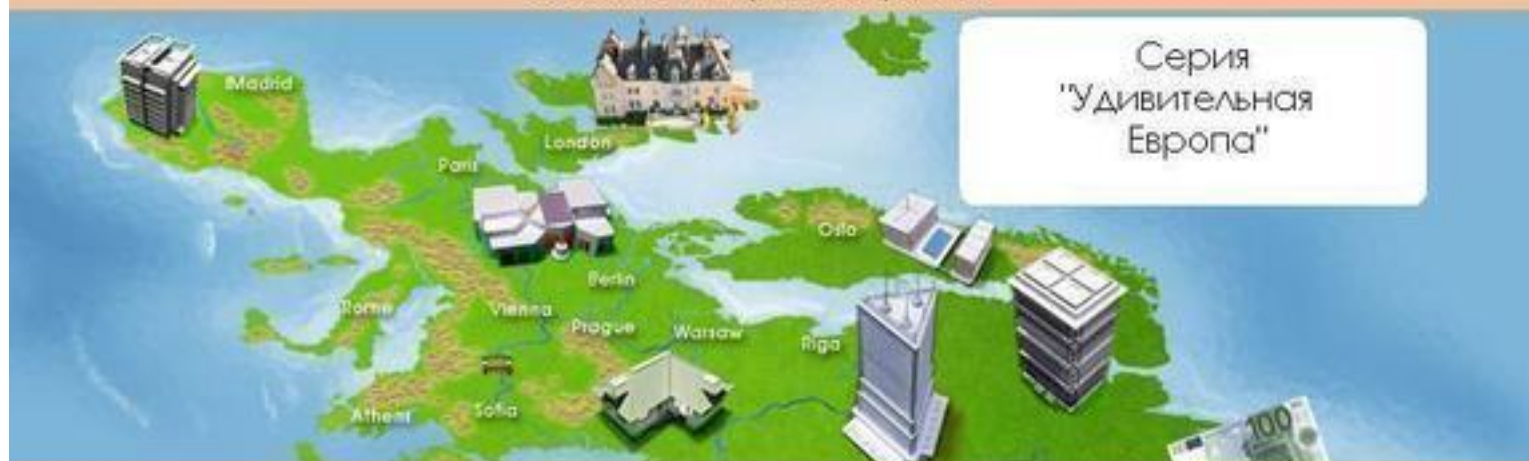 Серия
"Удивительная
Европа"
Madrid
London
Paris
Oslo
Berlin
Rome
Vienna
Prague
Warsaw
Riga
Athens
Sofia
100